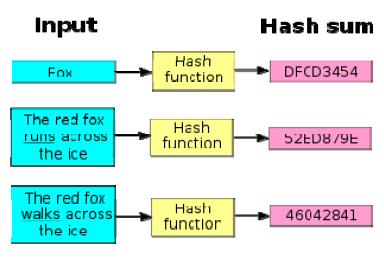 Input
Hash sum
Fox
Hash
function
DFCD3454
The red fox
runs across
the ice
Hash
function
52ED879E
The red fox
walks across
the ice
Hash
function
46042841